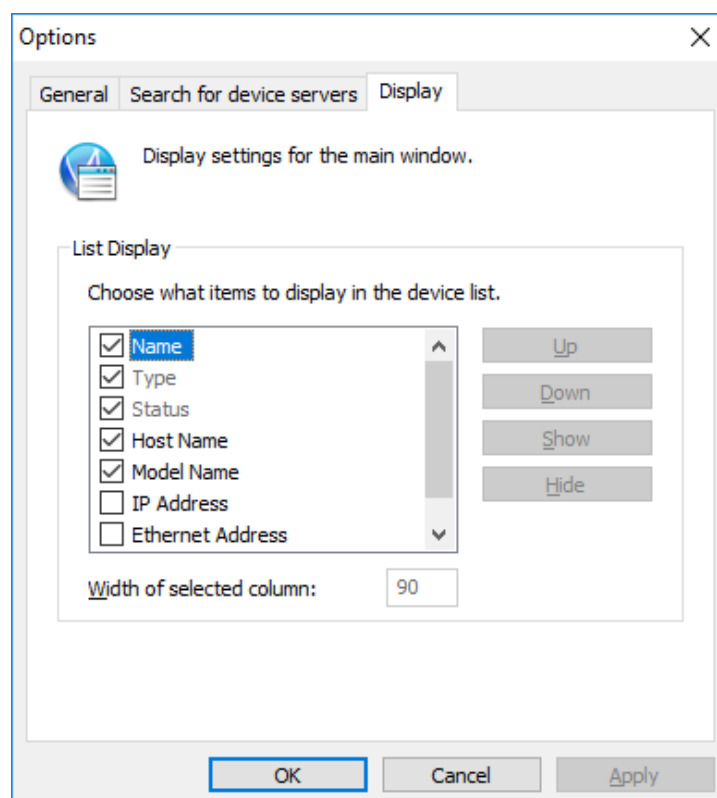 Options
General Search for device servers Display
Display settings for the main window.
List Display
Choose what items to display in the device list.
Name
Type
Status
Host Name
Model Name
IP Address
Ethernet Address
Up
Down
Show
Hide
Width of selected column: 90
OK Cancel Apply